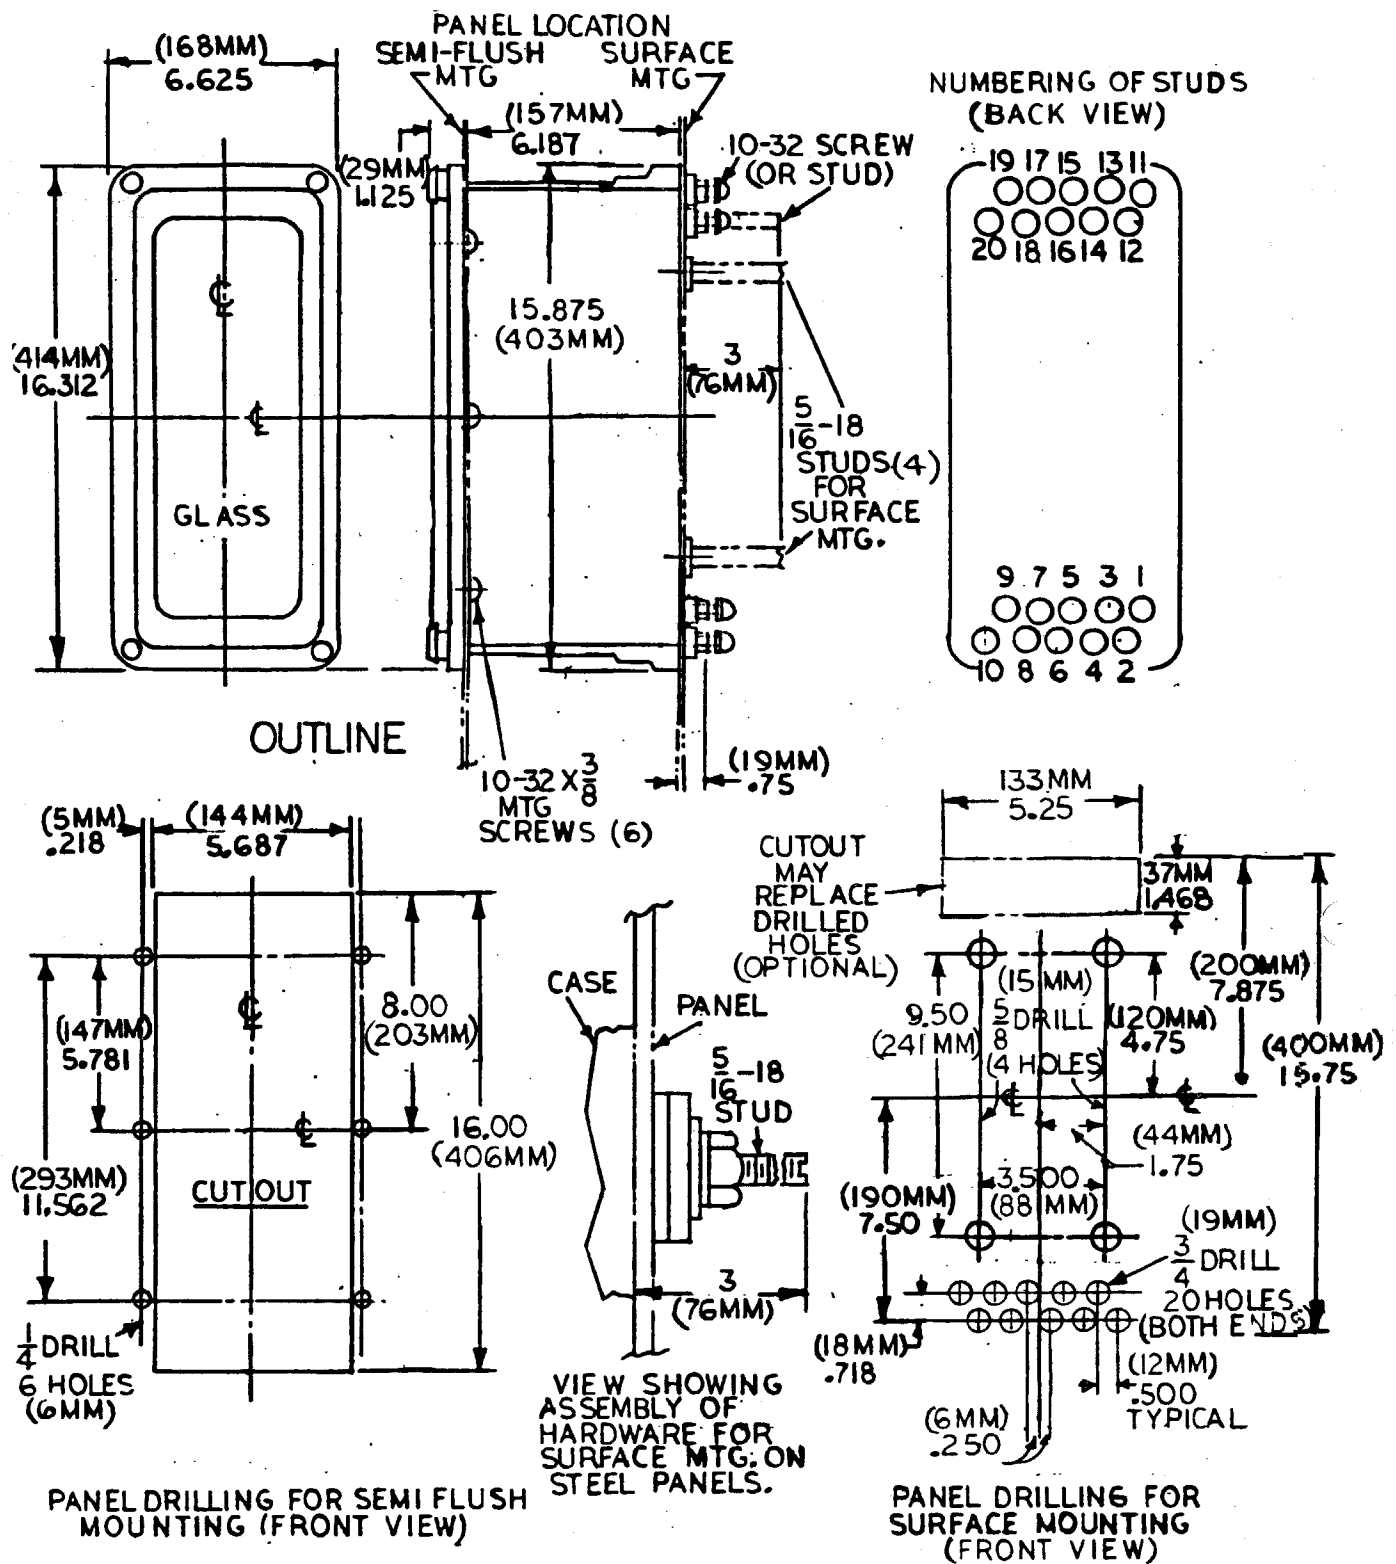 PANEL LOCATION
SEMI-FLUSH MTG
SURFACE MTG
(168MM)
6.625
(157MM)
6.187
(29MM
1.125
10-32 SCREW
(OR STUD)
NUMBERING OF STUDS
(BACK VIEW)
19 17 15 13 11
20 18 16 14 12
15.875
(403MM)
(414MM)
16.312
3
(76MM)
5/16-18
STUDS(4)
FOR
SURFACE
MTG.
GLASS
9 7 5 3 1
10 8 6 4 2
OUTLINE
10-32 X 3/8
MTG
SCREWS (6)
(19MM)
.75
(5MM)
.218
(144MM)
5.687
8.00
(203MM)
(147MM)
5.781
16.00
(406MM)
(293MM)
11.562
CUTOUT
1/4 DRILL
6 HOLES
(6MM)
PANEL DRILLING FOR SEMI FLUSH
MOUNTING (FRONT VIEW)
CASE
PANEL
5/16-18
STUD
3
(76MM)
VIEW SHOWING
ASSEMBLY OF
HARDWARE FOR
SURFACE MTG. ON
STEEL PANELS.
133MM
5.25
CUTOUT
MAY
REPLACE
DRILLED
HOLES
(OPTIONAL)
37MM
1.468
(200MM)
7.875
(400MM)
15.75
(15MM)
5/8 DRILL
(4 HOLES)
9.50
(241MM)
(120MM)
4.75
(44MM)
1.75
3.500
(88MM)
(190MM)
7.50
(19MM)
3/4 DRILL
20 HOLES
(BOTH ENDS)
(18MM)
.718
(12MM)
.500
TYPICAL
(6MM)
.250
PANEL DRILLING FOR
SURFACE MOUNTING
(FRONT VIEW)